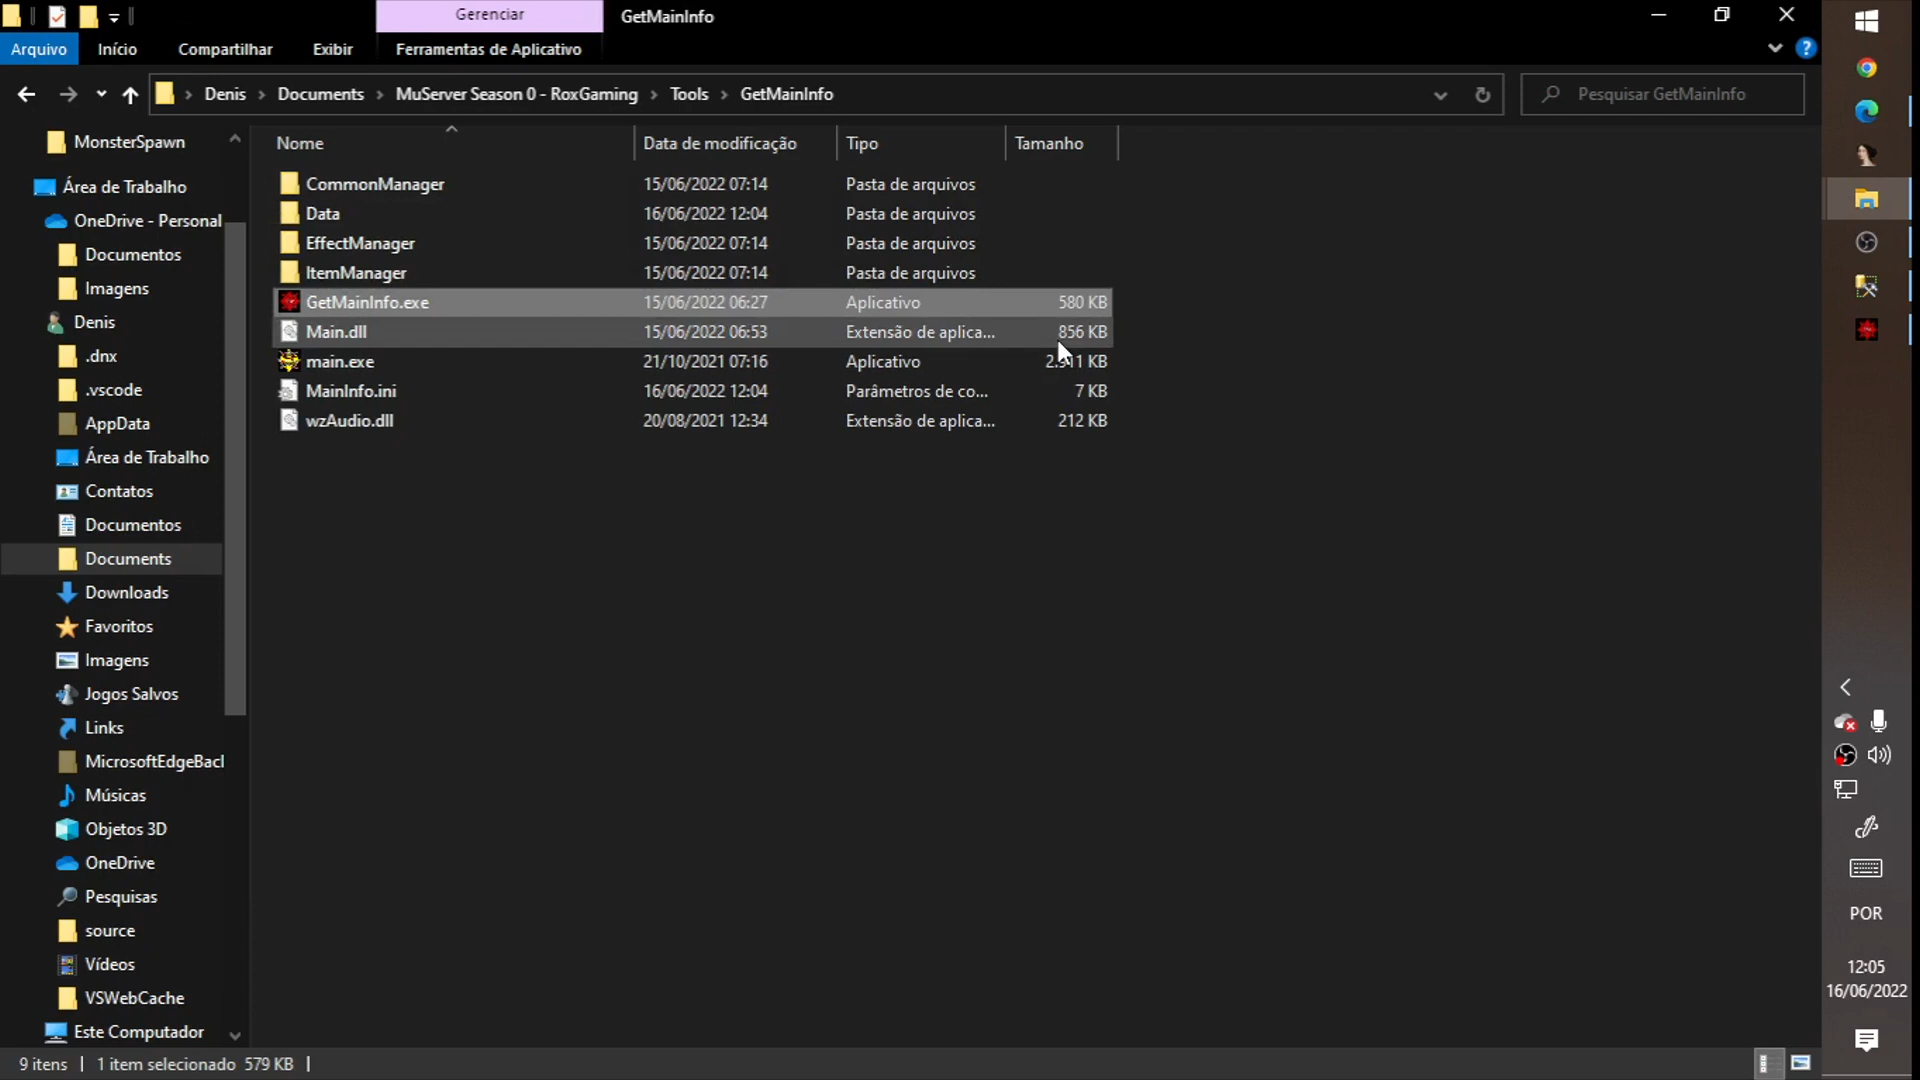 Gerenciar
GetMainInfo
Arquivo
Início
Compartilhar
Exibir
Ferramentas de Aplicativo
Denis
Documents
MuServer Season 0 - RoxGaming
Tools
GetMainInfo
Pesquisar GetMainInfo
Nome
Data de modificação
Tipo
Tamanho
CommonManager 15/06/2022 07:14 Pasta de arquivos
Data 16/06/2022 12:04 Pasta de arquivos
EffectManager 15/06/2022 07:14 Pasta de arquivos
ItemManager 15/06/2022 07:14 Pasta de arquivos
GetMainInfo.exe 15/06/2022 06:27 Aplicativo 580 KB
Main.dll 15/06/2022 06:53 Extensão de aplica... 856 KB
main.exe 21/10/2021 07:16 Aplicativo KB
MainInfo.ini 16/06/2022 12:04 Parâmetros de co... 7 KB
wzAudio.dll 20/08/2021 12:34 Extensão de aplica... 212 KB
MonsterSpawn
Área de Trabalho
OneDrive - Personal
Documentos
Imagens
Denis
.dnx
.vscode
AppData
Área de Trabalho
Contatos
Documentos
Documents
Downloads
Favoritos
Imagens
Jogos Salvos
Links
MicrosoftEdgeBacl
Músicas
Objetos 3D
OneDrive
Pesquisas
source
Vídeos
VSWebCache
Este Computador
9 itens
1 item selecionado 579 KB
POR
12:05
16/06/2022